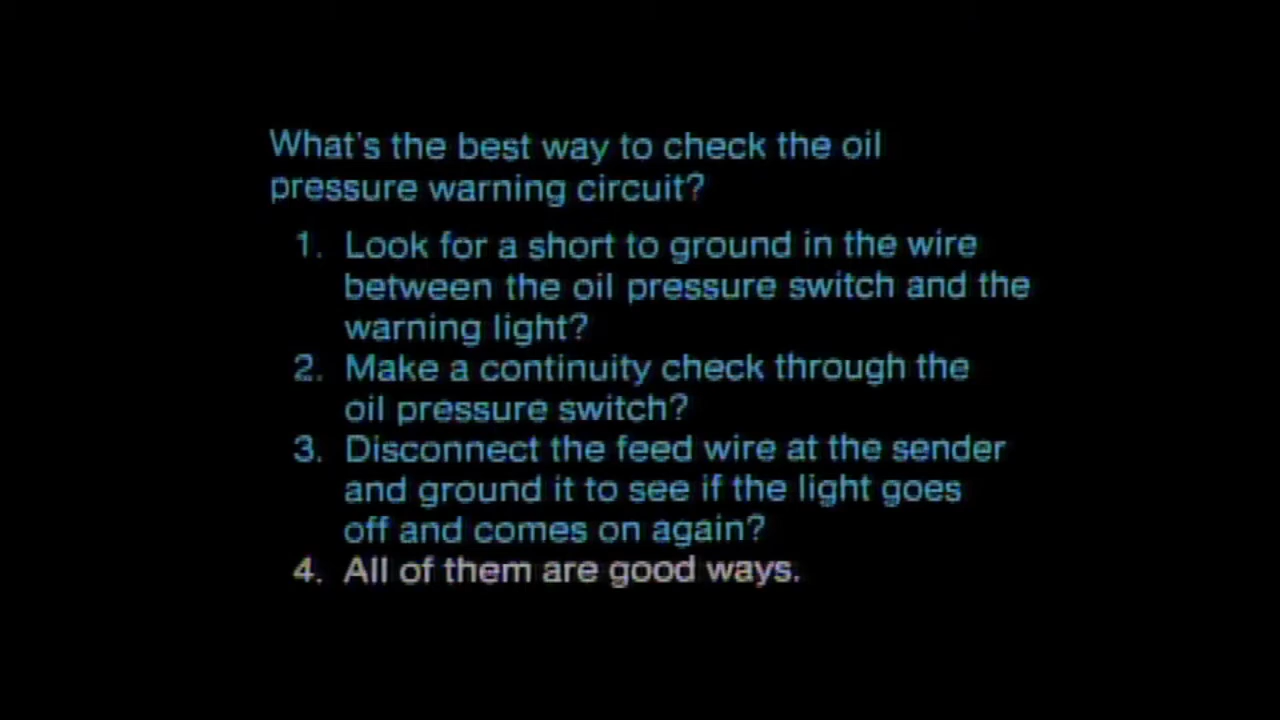 What's the best way to check the oil
pressure warning circuit?
1. Look for a short to ground in the wire
between the oil pressure switch and the
warning light?
2. Make a continuity check through the
oil pressure switch?
3. Disconnect the feed wire at the sender
and ground it to see if the light goes
off and comes on again?
4. All of them are good ways.